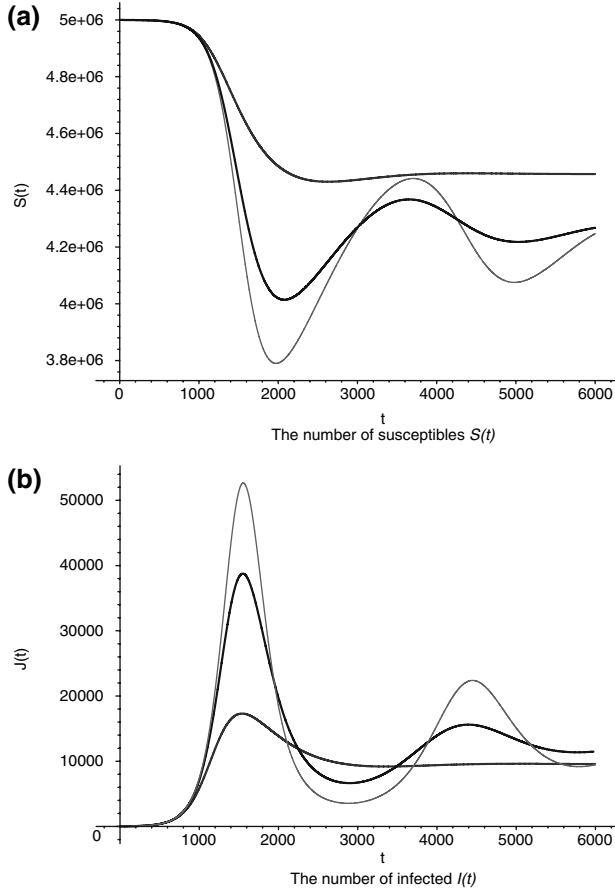 (a)
5e+06
4.8e+06
4.6e+06
4.4e+06
4.2e+06
4e+06
3.8e+06
S(t)
0 1000 2000 3000 4000 5000 6000
t
The number of susceptibles S(t)
(b)
50000
40000
30000
20000
10000
0
J(t)
1000 2000 3000 4000 5000 6000
t
The number of infected I(t)